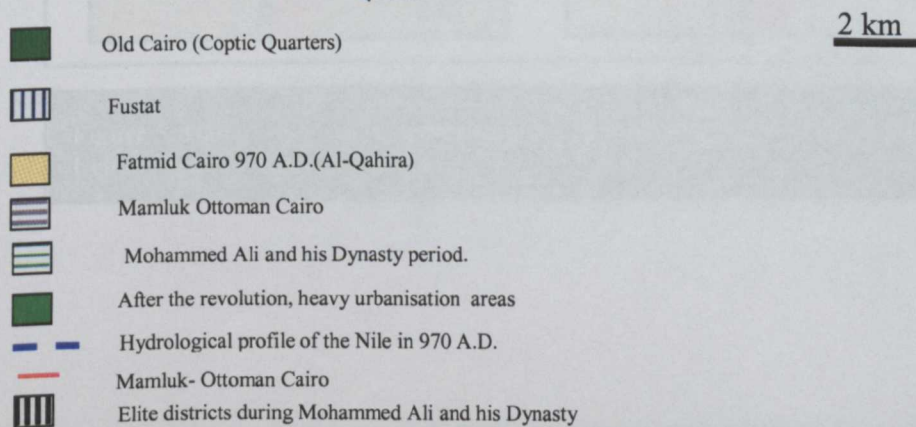 2 km
Old Cairo (Coptic Quarters)
Fustat
Fatmid Cairo 970 A.D.(Al-Qahira)
Mamluk Ottoman Cairo
Mohammed Ali and his Dynasty period.
After the revolution, heavy urbanisation areas
Hydrological profile of the Nile in 970 A.D.
Mamluk- Ottoman Cairo
Elite districts during Mohammed Ali and his Dynasty